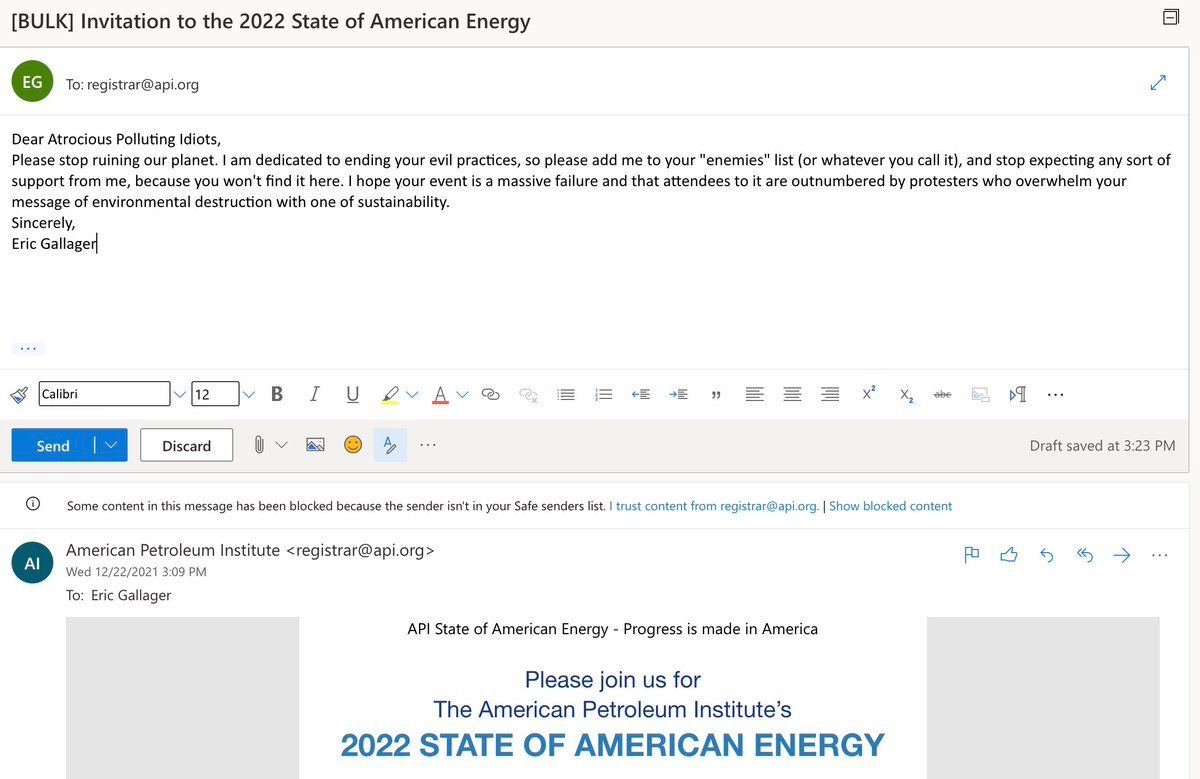 [BULK] Invitation to the 2022 State of American Energy
EG
To: registrar@api.org
Dear Atrocious Polluting Idiots,
Please stop ruining our planet. I am dedicated to ending your evil practices, so please add me to your "enemies" list (or whatever you call it), and stop expecting any sort of
support from me, because you won't find it here. I hope your event is a massive failure and that attendees to it are outnumbered by protesters who overwhelm your
message of environmental destruction with one of sustainability.
Sincerely,
Eric Gallager
...
Calibri 12 B I U A x² x₂ abc ...
Send Discard ... Draft saved at 3:23 PM
Some content in this message has been blocked because the sender isn't in your Safe senders list. I trust content from registrar@api.org. | Show blocked content
AI
American Petroleum Institute <registrar@api.org>
Wed 12/22/2021 3:09 PM
To: Eric Gallager
API State of American Energy - Progress is made in America
Please join us for
The American Petroleum Institute's
2022 STATE OF AMERICAN ENERGY